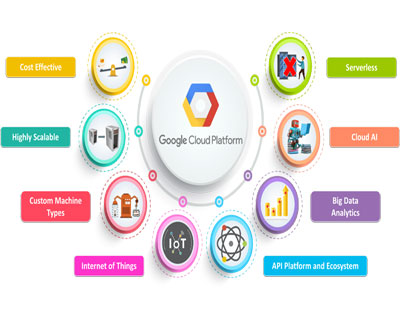 Cost Effective
Serverless
Highly Scalable
Google Cloud Platform
Cloud AI
Custom Machine
Types
Big Data
Analytics
IoT
Internet of Things
API Platform and Ecosystem